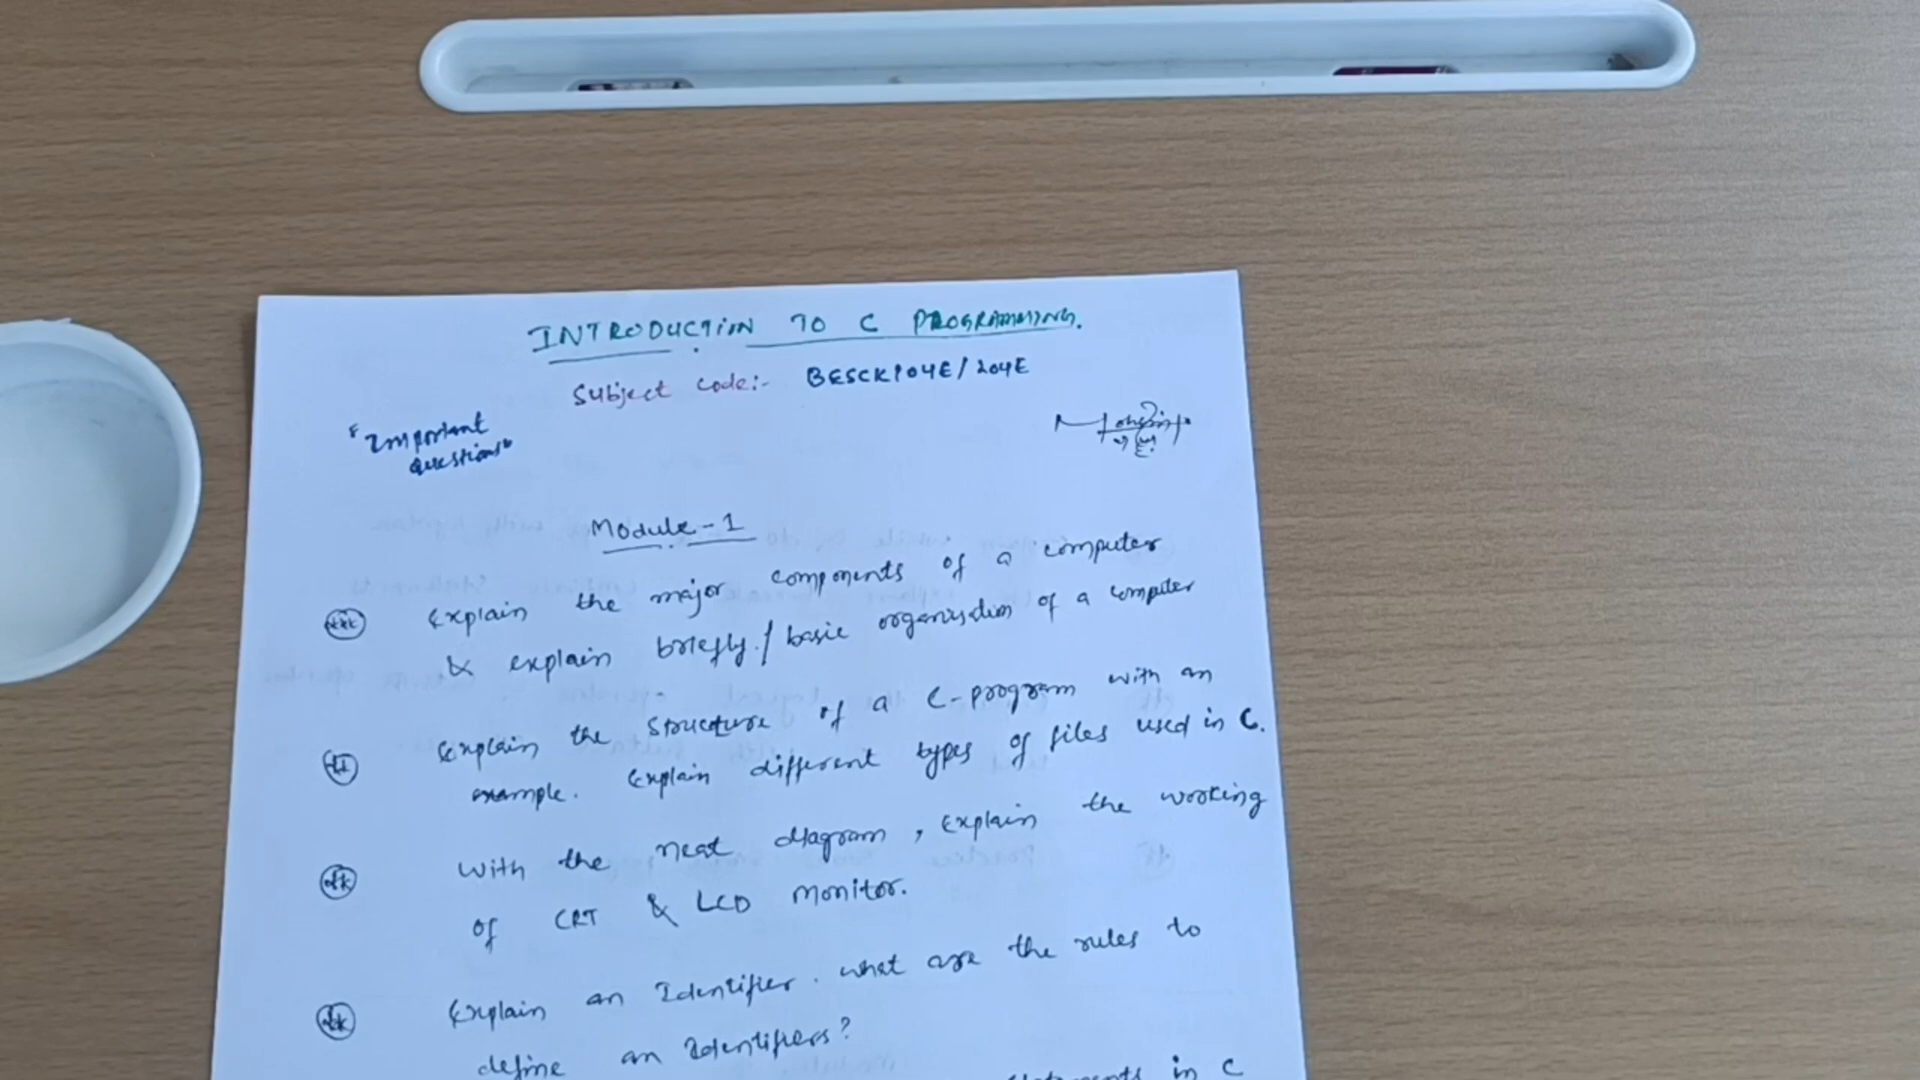 INTRODUCTION TO C PROGRAMMING.
Subject Code:- BESCK104E/204E
"Important
Questions"
Module-1
Explain the major components of a computer
& explain briefly./basic organisation of a computer
Explain the structure of a C-program with an
example. Explain different types of files used in C.
With the neat diagram, Explain the working
of CRT & LCD monitor.
Explain an Identifier. What are the rules to
define an Identifiers?
statements in C